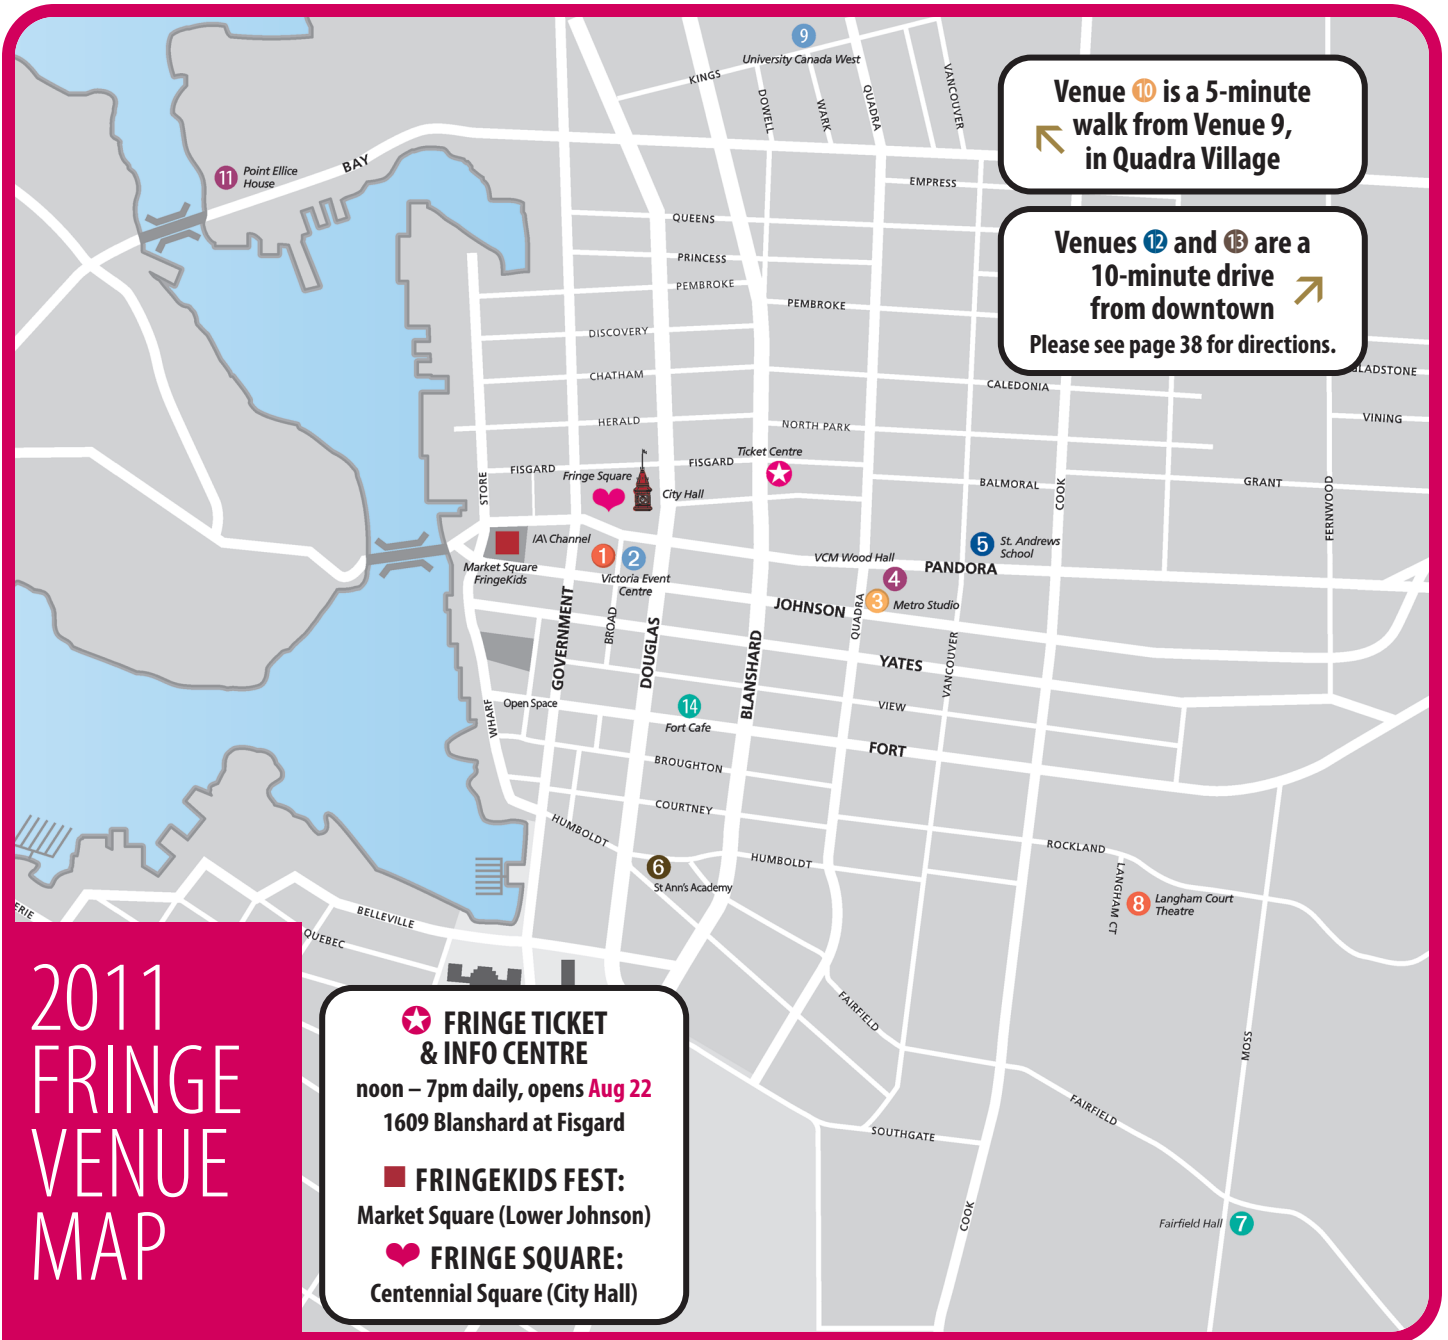 9
University Canada West
KINGS
DOWELL
WARK
QUADRA
VANCOUVER
Venue 10 is a 5-minute
walk from Venue 9,
in Quadra Village
Venues 12 and 13 are a
10-minute drive
from downtown
Please see page 38 for directions.
11
Point Ellice
House
BAY
EMPRESS
QUEENS
PRINCESS
PEMBROKE
PEMBROKE
DISCOVERY
CHATHAM
CALEDONIA
LADSTONE
VINING
HERALD
NORTH PARK
Ticket Centre
FISGARD
Fringe Square
FISGARD
City Hall
STORE
BALMORAL
COOK
GRANT
FERNWOOD
IA\ Channel
1
2
Market Square
FringeKids
Victoria Event
Centre
VCM Wood Hall
4
5
St. Andrews
School
PANDORA
3
Metro Studio
JOHNSON
QUADRA
GOVERNMENT
BROAD
DOUGLAS
BLANSHARD
YATES
VANCOUVER
Open Space
WHARF
14
Fort Cafe
VIEW
FORT
BROUGHTON
COURTNEY
HUMBOLDT
HUMBOLDT
6
St Ann's Academy
ROCKLAND
LANGHAM CT
8
Langham Court
Theatre
BELLEVILLE
QUEBEC
ERIE
FAIRFIELD
MOSS
FAIRFIELD
SOUTHGATE
COOK
Fairfield Hall
7
2011
FRINGE
VENUE
MAP
FRINGE TICKET
& INFO CENTRE
noon – 7pm daily, opens Aug 22
1609 Blanshard at Fisgard
FRINGEKIDS FEST:
Market Square (Lower Johnson)
FRINGE SQUARE:
Centennial Square (City Hall)